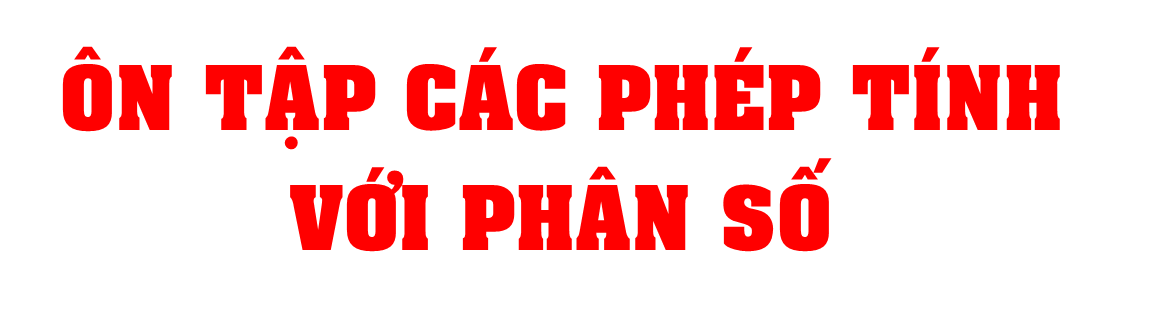 ÔN TẬP CÁC PHÉP TÍNH
VỚI PHÂN SỐ